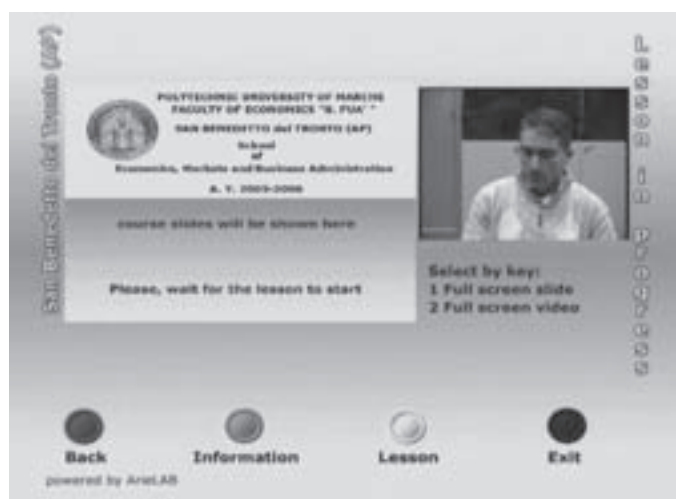 San Benedetto del Tronto (AP)
POLYTECHNIC UNIVERSITY OF MARCHE
FACULTY OF ECONOMICS "G. FUA' "
SAN BENEDETTO del TRONTO (AP)
School
of
Economics, Markets and Business Administration
A. Y. 2005-2006
course slides will be shown here
Please, wait for the lesson to start
Lesson in progress
Select by key:
1 Full screen slide
2 Full screen video
Back
Information
Lesson
Exit
powered by ArieLAB